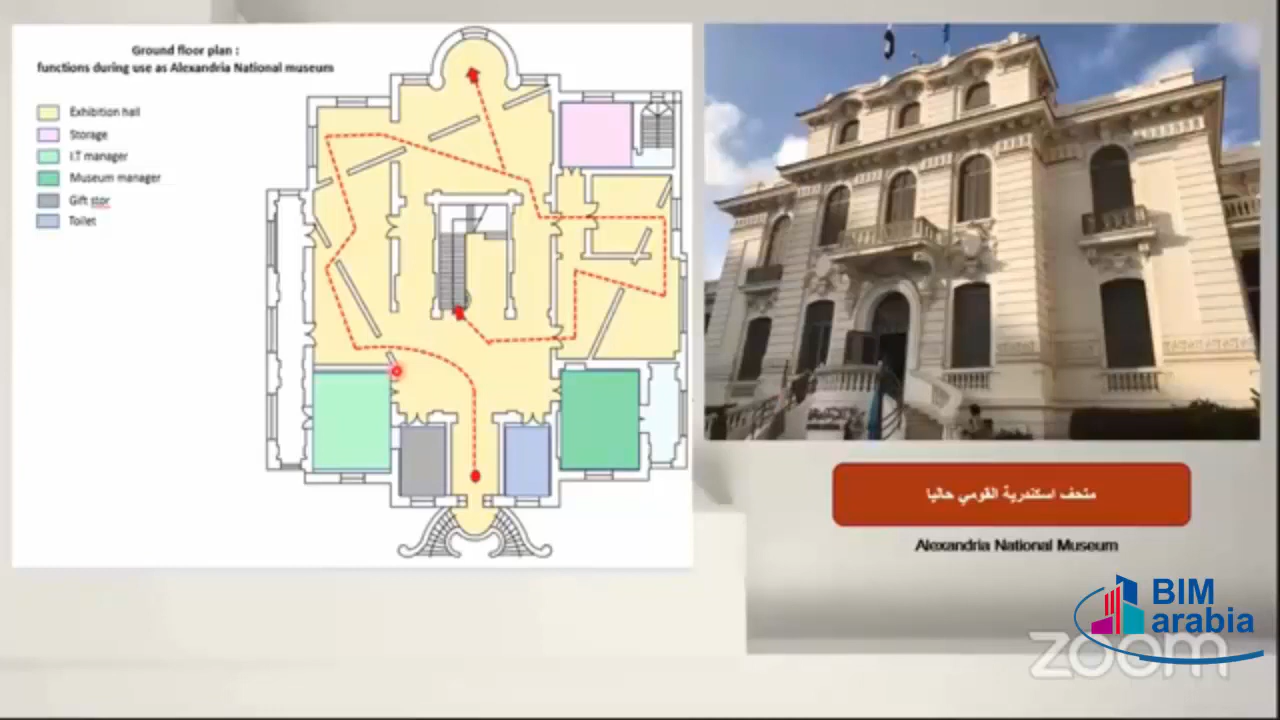 Ground floor plan :
functions during use as Alexandria National museum
Exhibition hall
Storage
I.T manager
Museum manager
Gift stor
Toilet
متحف اسكندرية القومي حاليا
Alexandria National Museum
BIM
arabia
zoom